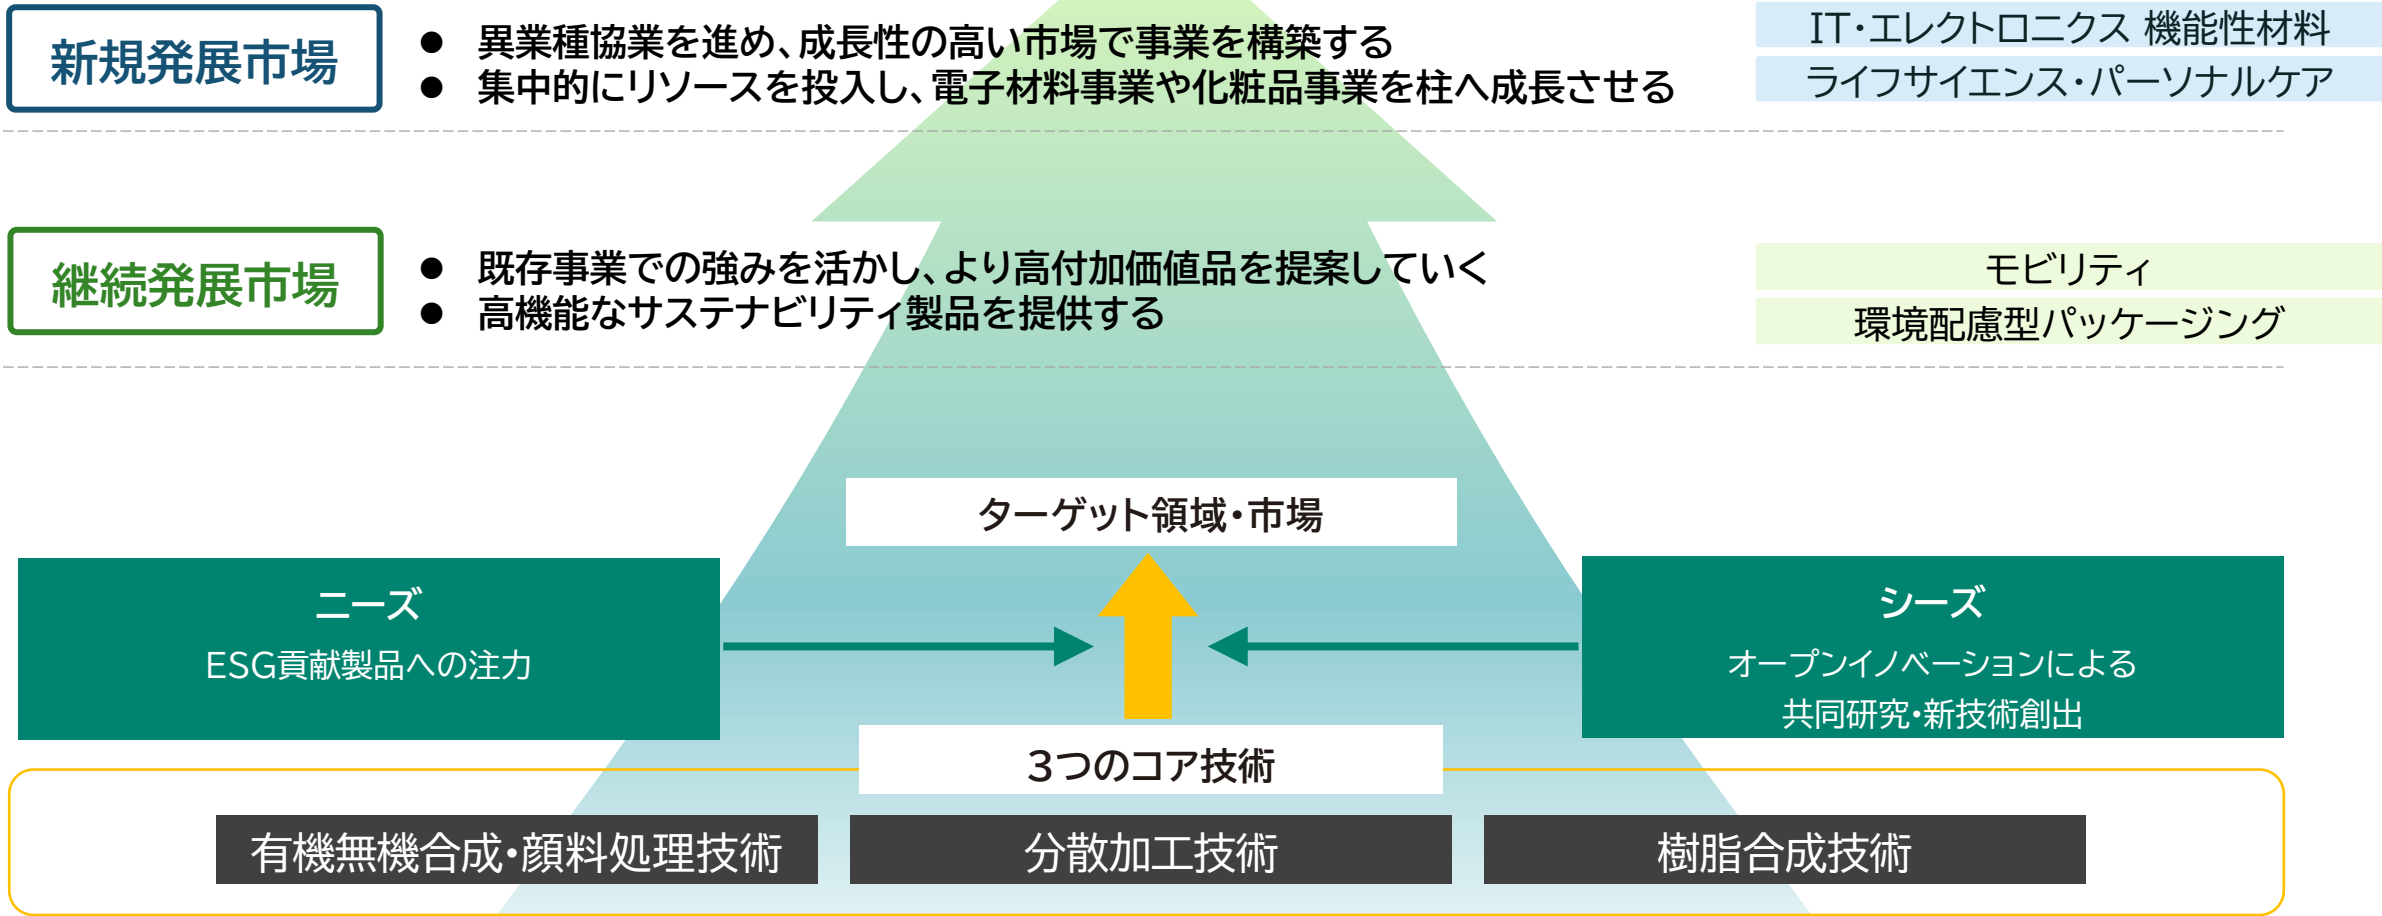 新規発展市場
● 異業種協業を進め、成長性の高い市場で事業を構築する
● 集中的にリソースを投入し、電子材料事業や化粧品事業を柱へ成長させる
IT・エレクトロニクス 機能性材料
ライフサイエンス・パーソナルケア
継続発展市場
● 既存事業での強みを活かし、より高付加価値品を提案していく
● 高機能なサステナビリティ製品を提供する
モビリティ
環境配慮型パッケージング
ターゲット領域・市場
ニーズ
ESG貢献製品への注力
シーズ
オープンイノベーションによる
共同研究・新技術創出
3つのコア技術
有機無機合成・顔料処理技術
分散加工技術
樹脂合成技術